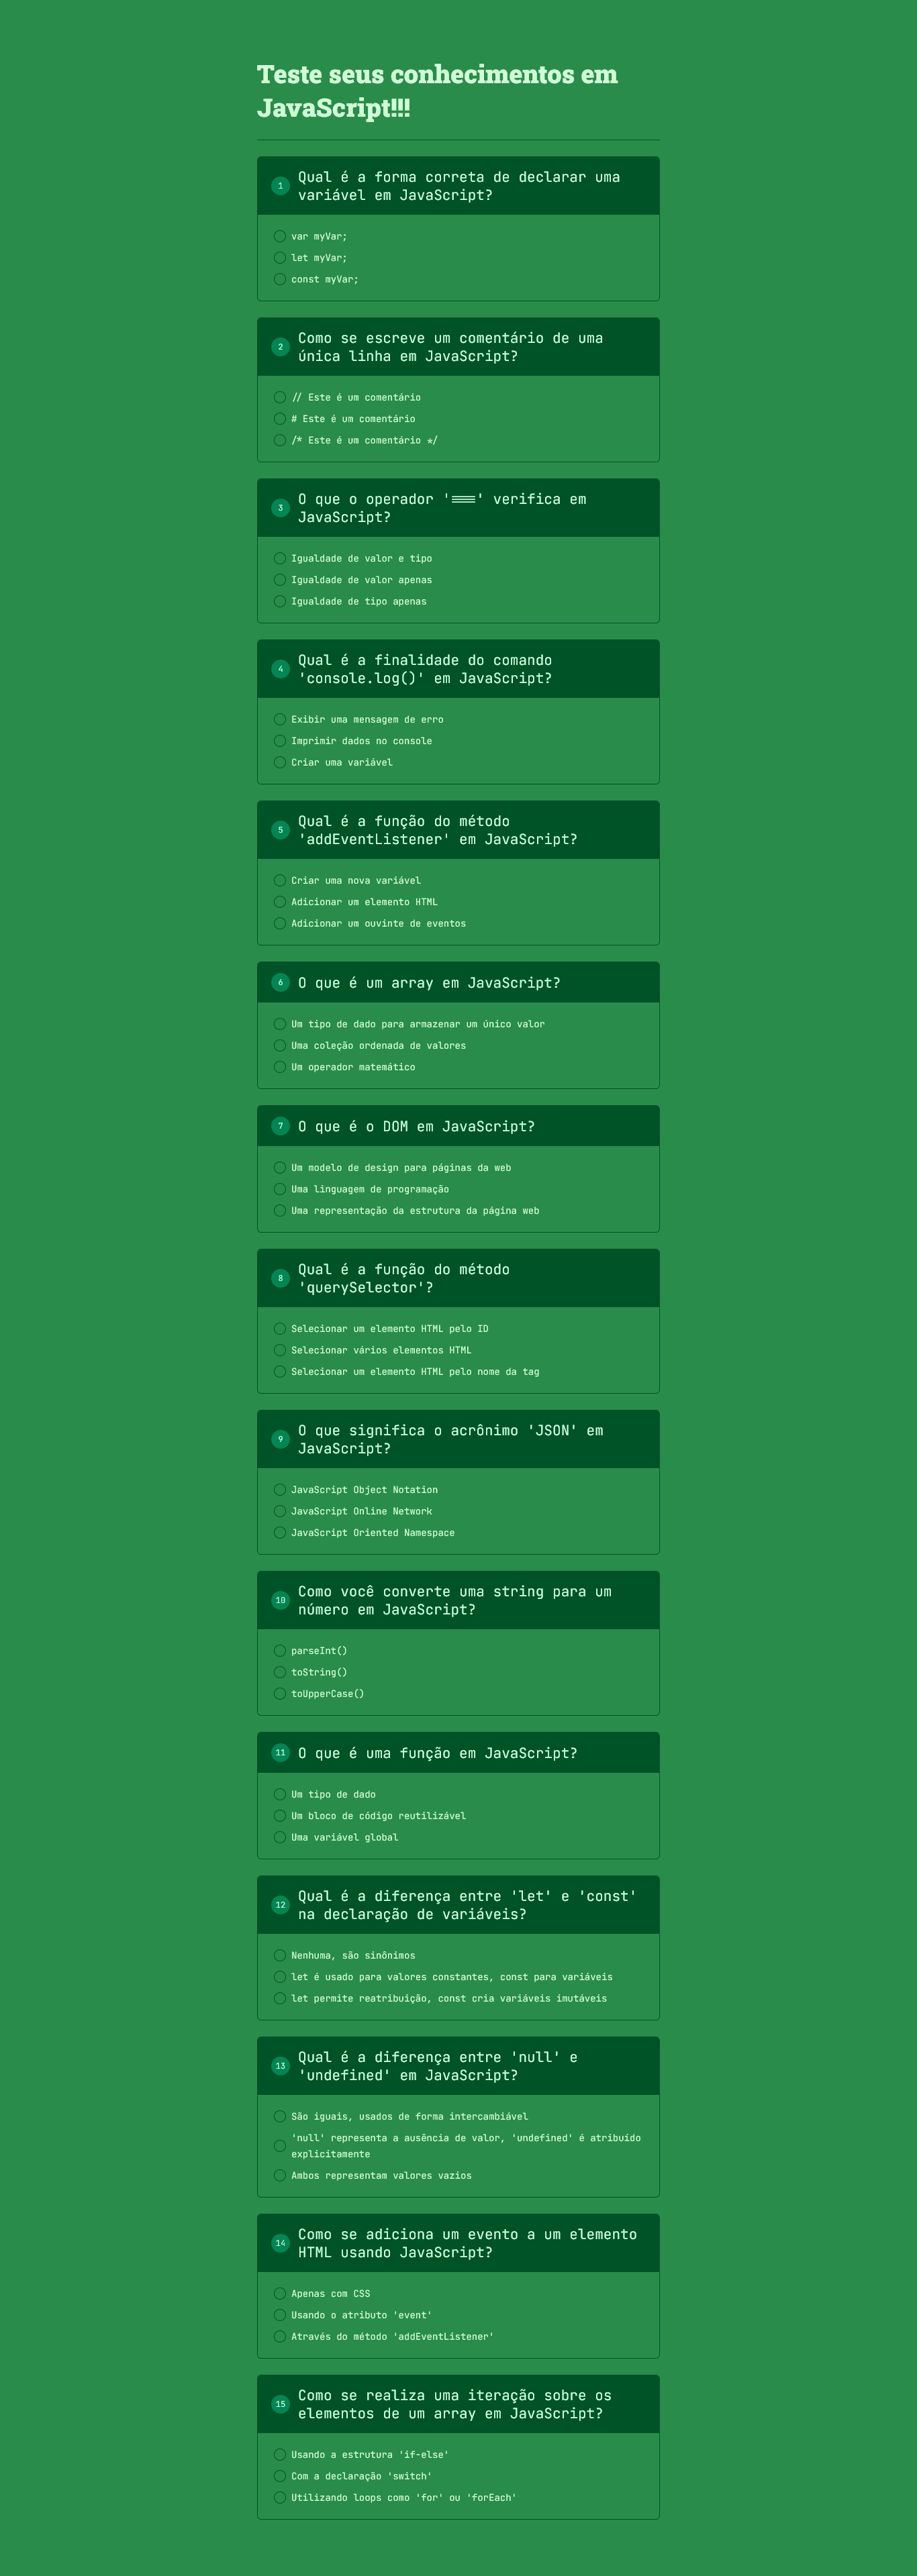 Teste seus conhecimentos em
JavaScript!!!
1
Qual é a forma correta de declarar uma
variável em JavaScript?
var myVar;
let myVar;
const myVar;
2
Como se escreve um comentário de uma
única linha em JavaScript?
// Este é um comentário
# Este é um comentário
/* Este é um comentário */
3
O que o operador '===' verifica em
JavaScript?
Igualdade de valor e tipo
Igualdade de valor apenas
Igualdade de tipo apenas
4
Qual é a finalidade do comando
'console.log()' em JavaScript?
Exibir uma mensagem de erro
Imprimir dados no console
Criar uma variável
5
Qual é a função do método
'addEventListener' em JavaScript?
Criar uma nova variável
Adicionar um elemento HTML
Adicionar um ouvinte de eventos
6
O que é um array em JavaScript?
Um tipo de dado para armazenar um único valor
Uma coleção ordenada de valores
Um operador matemático
7
O que é o DOM em JavaScript?
Um modelo de design para páginas da web
Uma linguagem de programação
Uma representação da estrutura da página web
8
Qual é a função do método
'querySelector'?
Selecionar um elemento HTML pelo ID
Selecionar vários elementos HTML
Selecionar um elemento HTML pelo nome da tag
9
O que significa o acrônimo 'JSON' em
JavaScript?
JavaScript Object Notation
JavaScript Online Network
JavaScript Oriented Namespace
10
Como você converte uma string para um
número em JavaScript?
parseInt()
toString()
toUpperCase()
11
O que é uma função em JavaScript?
Um tipo de dado
Um bloco de código reutilizável
Uma variável global
12
Qual é a diferença entre 'let' e 'const'
na declaração de variáveis?
Nenhuma, são sinônimos
let é usado para valores constantes, const para variáveis
let permite reatribuição, const cria variáveis imutáveis
13
Qual é a diferença entre 'null' e
'undefined' em JavaScript?
São iguais, usados de forma intercambiável
'null' representa a ausência de valor, 'undefined' é atribuído
explicitamente
Ambos representam valores vazios
14
Como se adiciona um evento a um elemento
HTML usando JavaScript?
Apenas com CSS
Usando o atributo 'event'
Através do método 'addEventListener'
15
Como se realiza uma iteração sobre os
elementos de um array em JavaScript?
Usando a estrutura 'if-else'
Com a declaração 'switch'
Utilizando loops como 'for' ou 'forEach'